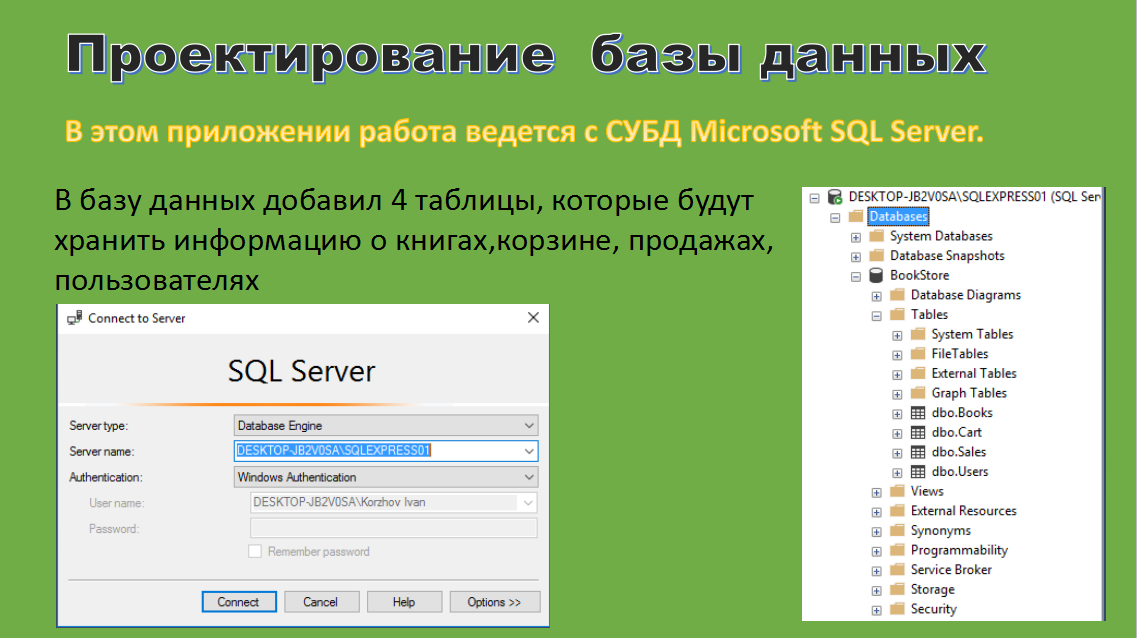 Проектирование базы данных
В этом приложении работа ведется с СУБД Microsoft SQL Server.
В базу данных добавил 4 таблицы, которые будут
хранить информацию о книгах,корзине, продажах,
пользователях
Connect to Server
SQL Server
Server type: Database Engine
Server name: DESKTOP-JB2V0SA\SQLEXPRESS01
Authentication: Windows Authentication
User name: DESKTOP-JB2V0SA\Korzhov Ivan
Password:
Remember password
Connect Cancel Help Options >>
DESKTOP-JB2V0SA\SQLEXPRESS01 (SQL Ser
Databases
System Databases
Database Snapshots
BookStore
Database Diagrams
Tables
System Tables
FileTables
External Tables
Graph Tables
dbo.Books
dbo.Cart
dbo.Sales
dbo.Users
Views
External Resources
Synonyms
Programmability
Service Broker
Storage
Security